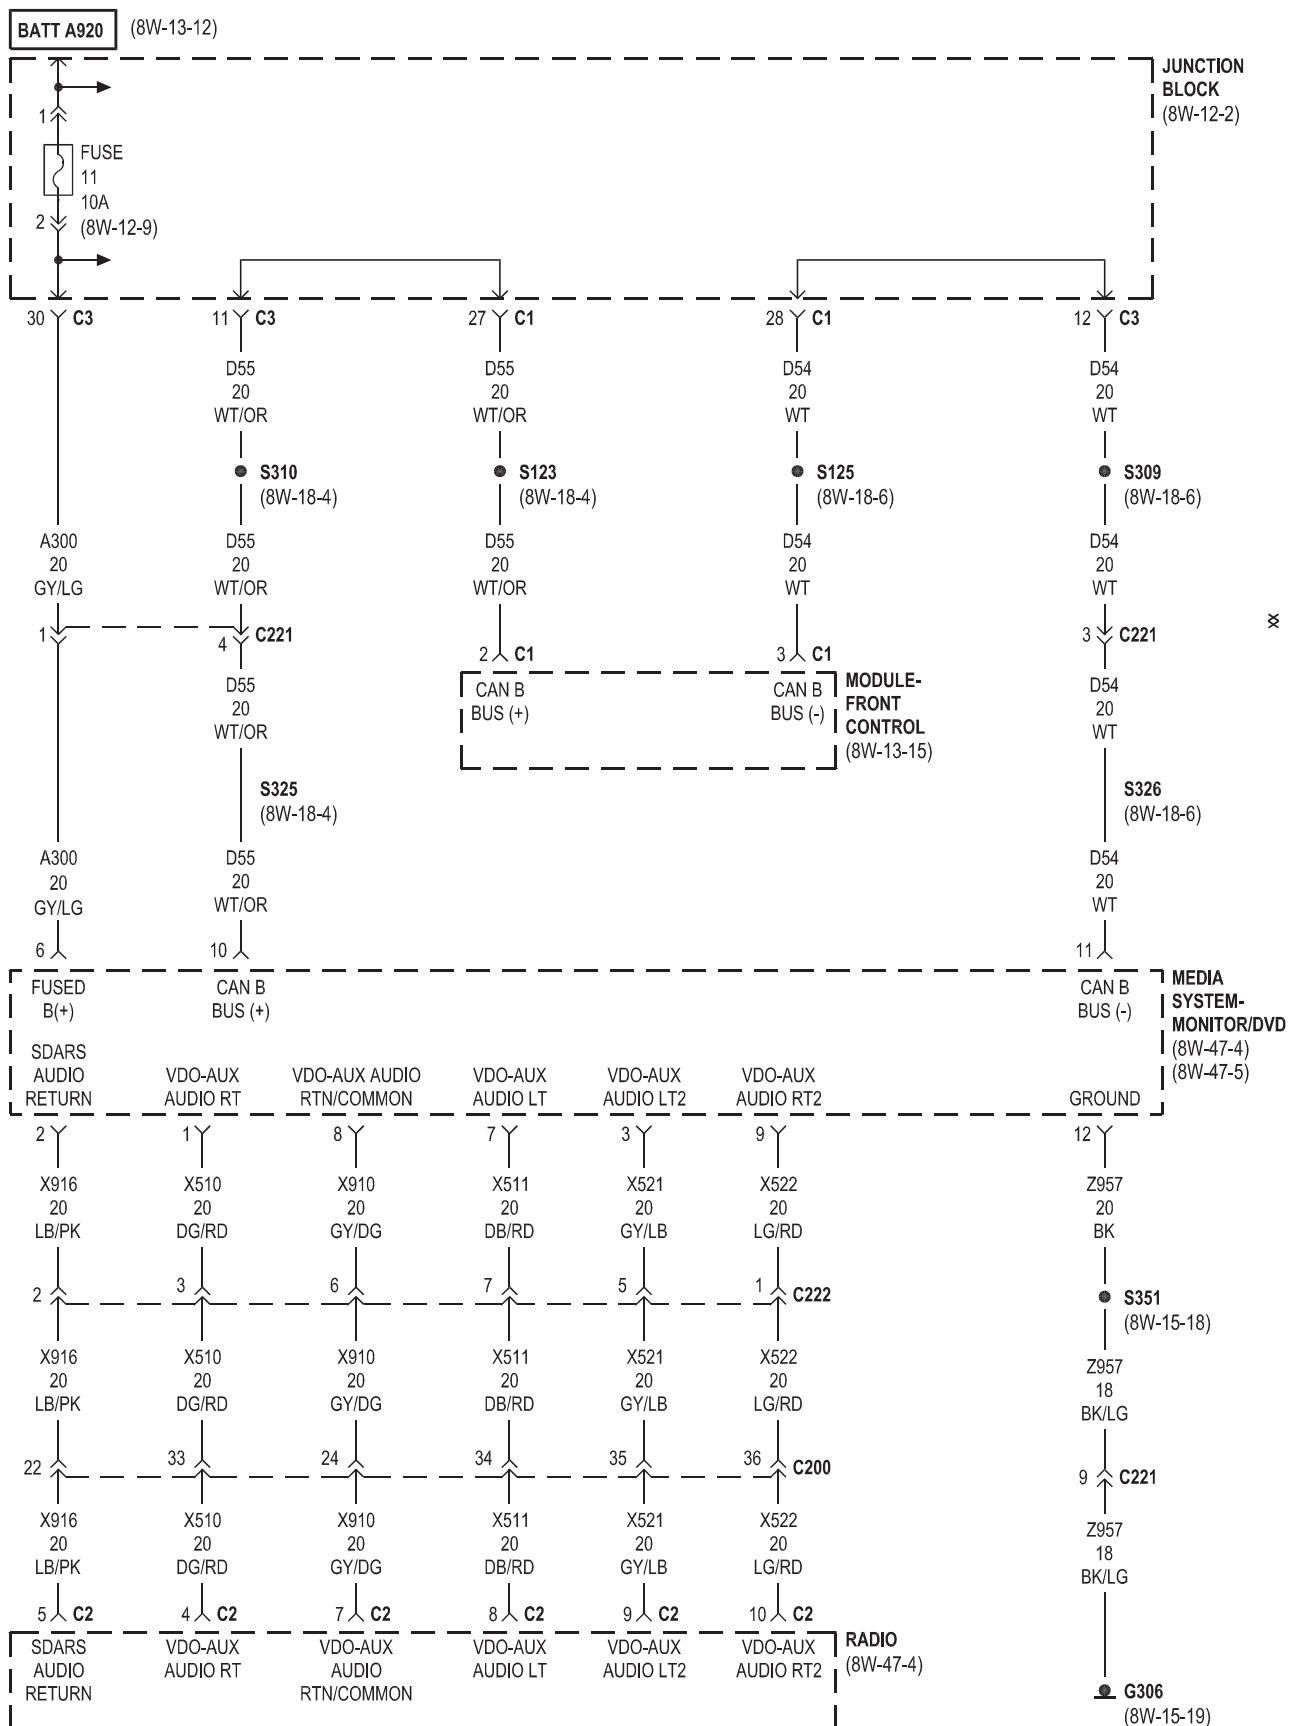 BATT A920 (8W-13-12)
JUNCTION
BLOCK
(8W-12-2)
1
FUSE
11
10A
2 (8W-12-9)
30 C3 11 C3 27 C1 28 C1 12 C3
D55 D55 D54 D54
20 20 20 20
WT/OR WT/OR WT WT
S310 S123 S125 S309
(8W-18-4) (8W-18-4) (8W-18-6) (8W-18-6)
A300 D55 D55 D54 D54
20 20 20 20 20
GY/LG WT/OR WT/OR WT WT
XX
1 4 C221 3 C221
2 C1 3 C1
D55 D54
20 20
WT/OR WT
CAN B CAN B
BUS (+) BUS (-)
MODULE-
FRONT
CONTROL
(8W-13-15)
S325 S326
(8W-18-4) (8W-18-6)
A300 D55 D54
20 20 20
GY/LG WT/OR WT
6 10 11
FUSED CAN B CAN B
B(+) BUS (+) BUS (-)
MEDIA
SYSTEM-
MONITOR/DVD
(8W-47-4)
(8W-47-5)
SDARS
AUDIO VDO-AUX VDO-AUX AUDIO VDO-AUX VDO-AUX VDO-AUX
RETURN AUDIO RT RTN/COMMON AUDIO LT AUDIO LT2 AUDIO RT2 GROUND
2 1 8 7 3 9 12
X916 X510 X910 X511 X521 X522 Z957
20 20 20 20 20 20 20
LB/PK DG/RD GY/DG DB/RD GY/LB LG/RD BK
2 3 6 7 5 1 C222 S351
(8W-15-18)
X916 X510 X910 X511 X521 X522 Z957
20 20 20 20 20 20 18
LB/PK DG/RD GY/DG DB/RD GY/LB LG/RD BK/LG
22 33 24 34 35 36 C200 9 C221
X916 X510 X910 X511 X521 X522 Z957
20 20 20 20 20 20 18
LB/PK DG/RD GY/DG DB/RD GY/LB LG/RD BK/LG
5 C2 4 C2 7 C2 8 C2 9 C2 10 C2
SDARS VDO-AUX VDO-AUX VDO-AUX VDO-AUX VDO-AUX RADIO
AUDIO AUDIO RT AUDIO AUDIO LT AUDIO LT2 AUDIO RT2 (8W-47-4)
RETURN RTN/COMMON G306
(8W-15-19)